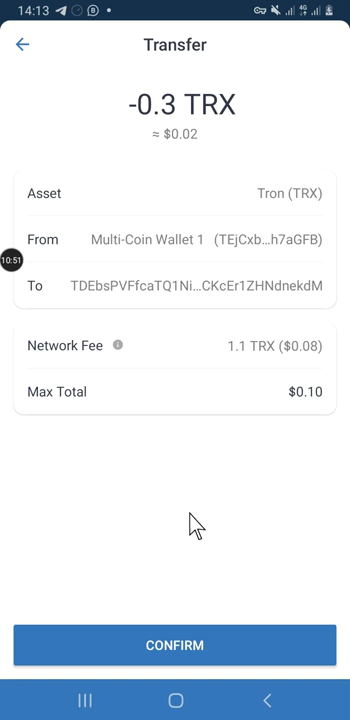 14:13
4G
Transfer
-0.3 TRX
≈ $0.02
Asset Tron (TRX)
From Multi-Coin Wallet 1 (TEjCxb...h7aGFB)
10:51
To TDEbsPVFfcaTQ1Ni...CKcEr1ZHNdnekdM
Network Fee 1.1 TRX ($0.08)
Max Total $0.10
CONFIRM